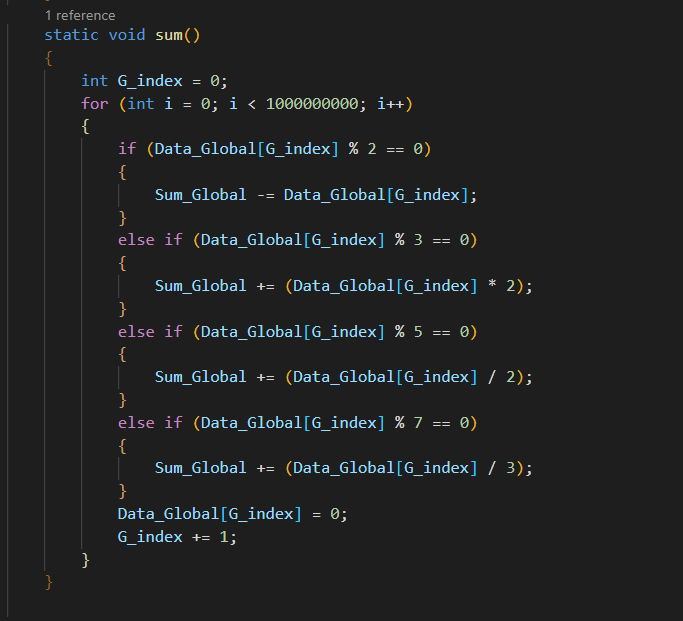 1 reference
static void sum()
{
    int G_index = 0;
    for (int i = 0; i < 1000000000; i++)
    {
        if (Data_Global[G_index] % 2 == 0)
        {
            Sum_Global -= Data_Global[G_index];
        }
        else if (Data_Global[G_index] % 3 == 0)
        {
            Sum_Global += (Data_Global[G_index] * 2);
        }
        else if (Data_Global[G_index] % 5 == 0)
        {
            Sum_Global += (Data_Global[G_index] / 2);
        }
        else if (Data_Global[G_index] % 7 == 0)
        {
            Sum_Global += (Data_Global[G_index] / 3);
        }
        Data_Global[G_index] = 0;
        G_index += 1;
    }
}